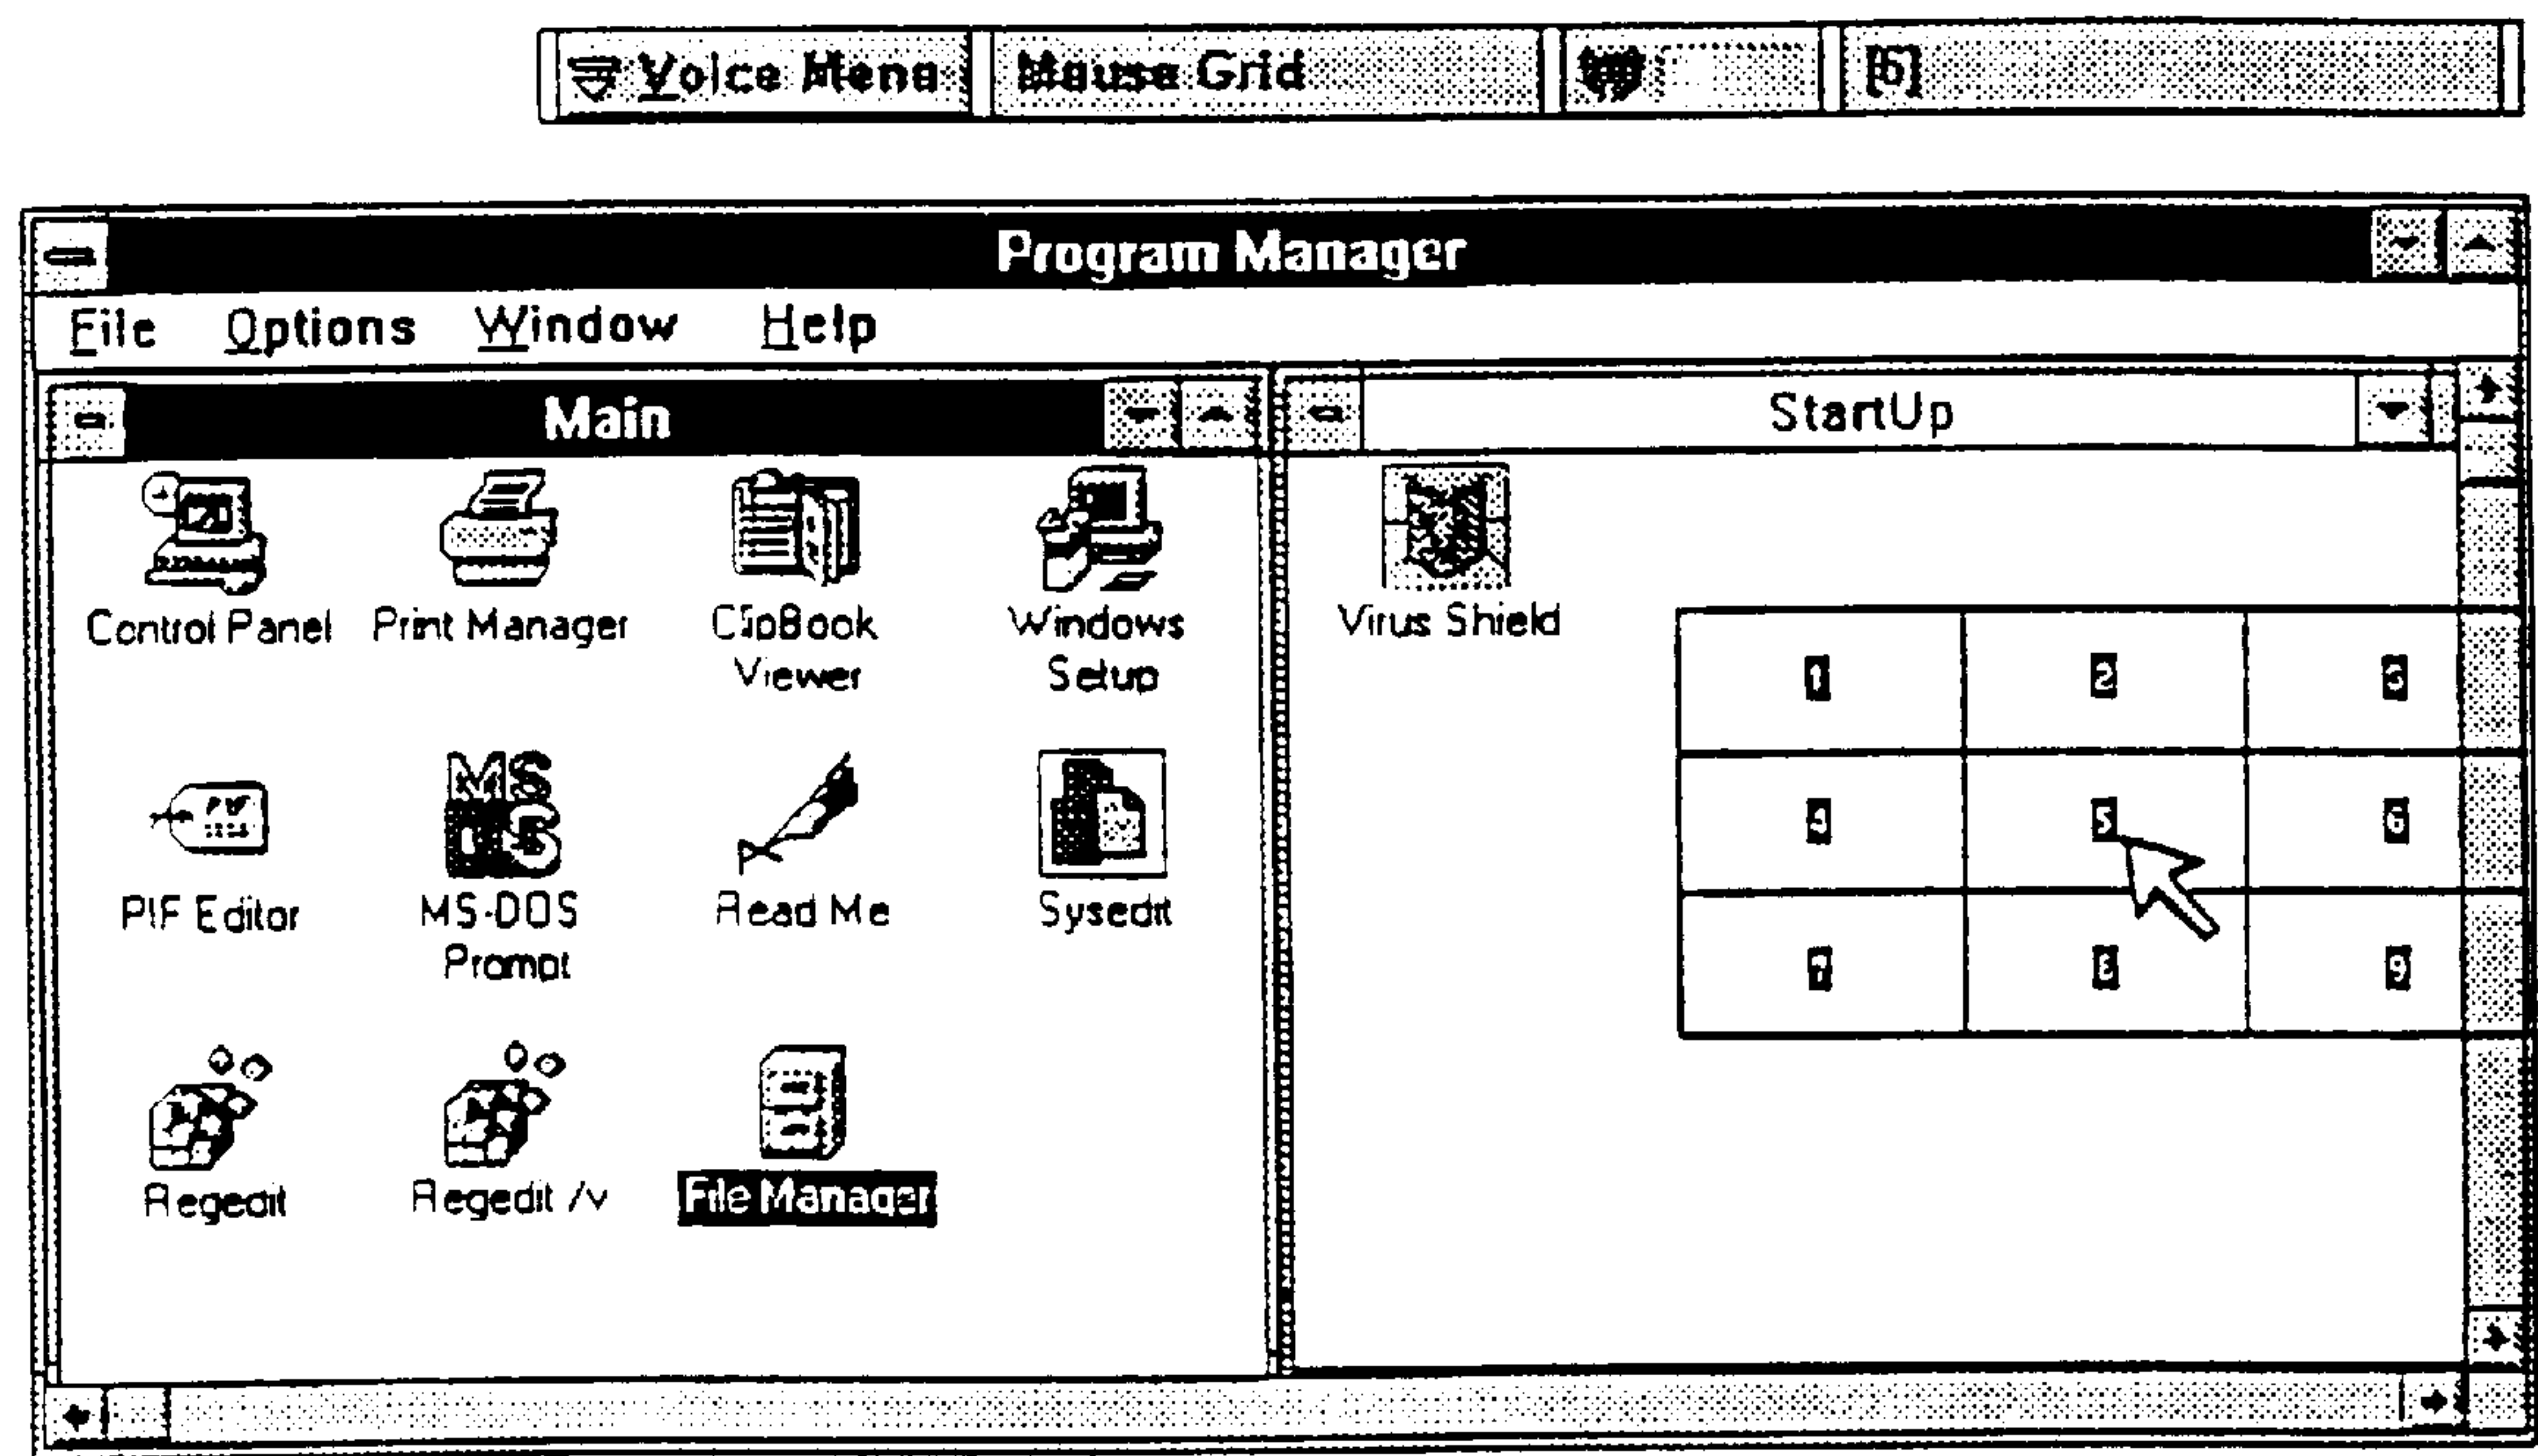 Voice Menu Mouse Grid
Program Manager
File Options Window Help
Main
StartUp
Control Panel Print Manager ClipBook Windows Virus Shield
Viewer Setup
1 2 3
MS
PIF
5 6
PIF Editor MS-DOS Read Me Sysedit
Prompt
7 8 9
Regedit Regedit /v File Manager